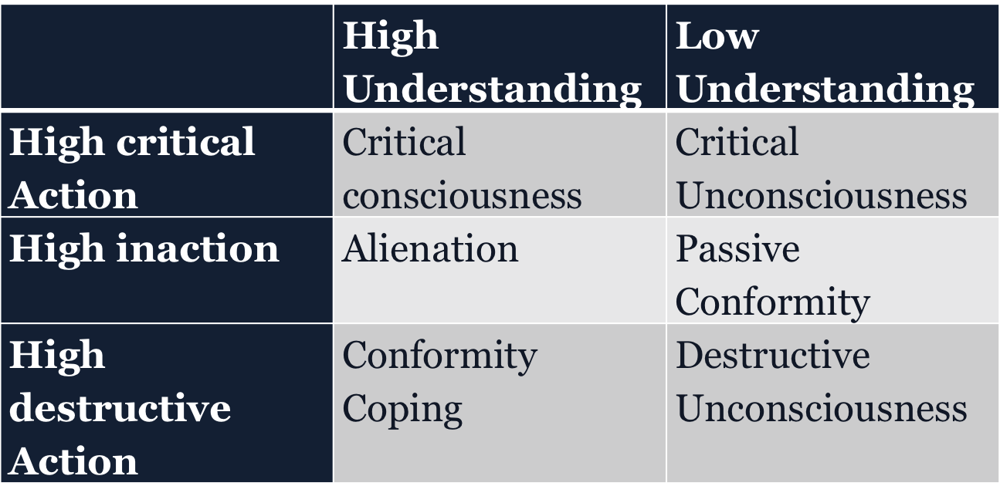 High
Understanding
Low
Understanding
High critical
Action
Critical
consciousness
Critical
Unconsciousness
High inaction
Alienation
Passive
Conformity
High
destructive
Action
Conformity
Coping
Destructive
Unconsciousness